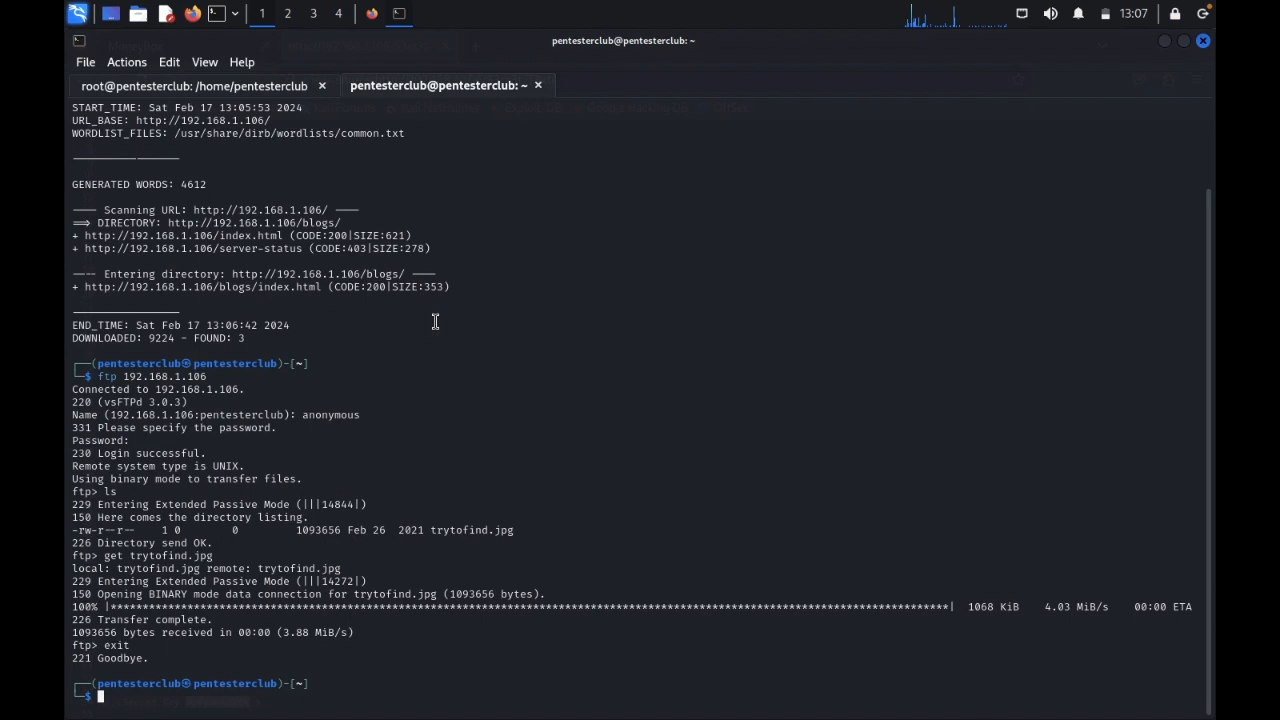 1 2 3 4 13:07
pentesterclub@pentesterclub: ~
File Actions Edit View Help
root@pentesterclub: /home/pentesterclub × pentesterclub@pentesterclub: ~ ×
START_TIME: Sat Feb 17 13:05:53 2024
URL_BASE: http://192.168.1.106/
WORDLIST_FILES: /usr/share/dirb/wordlists/common.txt
-----------------
GENERATED WORDS: 4612
---- Scanning URL: http://192.168.1.106/ ----
==> DIRECTORY: http://192.168.1.106/blogs/
+ http://192.168.1.106/index.html (CODE:200|SIZE:621)
+ http://192.168.1.106/server-status (CODE:403|SIZE:278)
---- Entering directory: http://192.168.1.106/blogs/ ----
+ http://192.168.1.106/blogs/index.html (CODE:200|SIZE:353)
-----------------
END_TIME: Sat Feb 17 13:06:42 2024
DOWNLOADED: 9224 - FOUND: 3
┌──(pentesterclub㉿pentesterclub)-[~]
└─$ ftp 192.168.1.106
Connected to 192.168.1.106.
220 (vsFTPd 3.0.3)
Name (192.168.1.106:pentesterclub): anonymous
331 Please specify the password.
Password:
230 Login successful.
Remote system type is UNIX.
Using binary mode to transfer files.
ftp> ls
229 Entering Extended Passive Mode (|||14844|)
150 Here comes the directory listing.
-rw-r--r-- 1 0 0 1093656 Feb 26 2021 trytofind.jpg
226 Directory send OK.
ftp> get trytofind.jpg
local: trytofind.jpg remote: trytofind.jpg
229 Entering Extended Passive Mode (|||14272|)
150 Opening BINARY mode data connection for trytofind.jpg (1093656 bytes).
100% |***********************************************************************************************************************************| 1068 KiB 4.03 MiB/s 00:00 ETA
226 Transfer complete.
1093656 bytes received in 00:00 (3.88 MiB/s)
ftp> exit
221 Goodbye.
┌──(pentesterclub㉿pentesterclub)-[~]
└─$